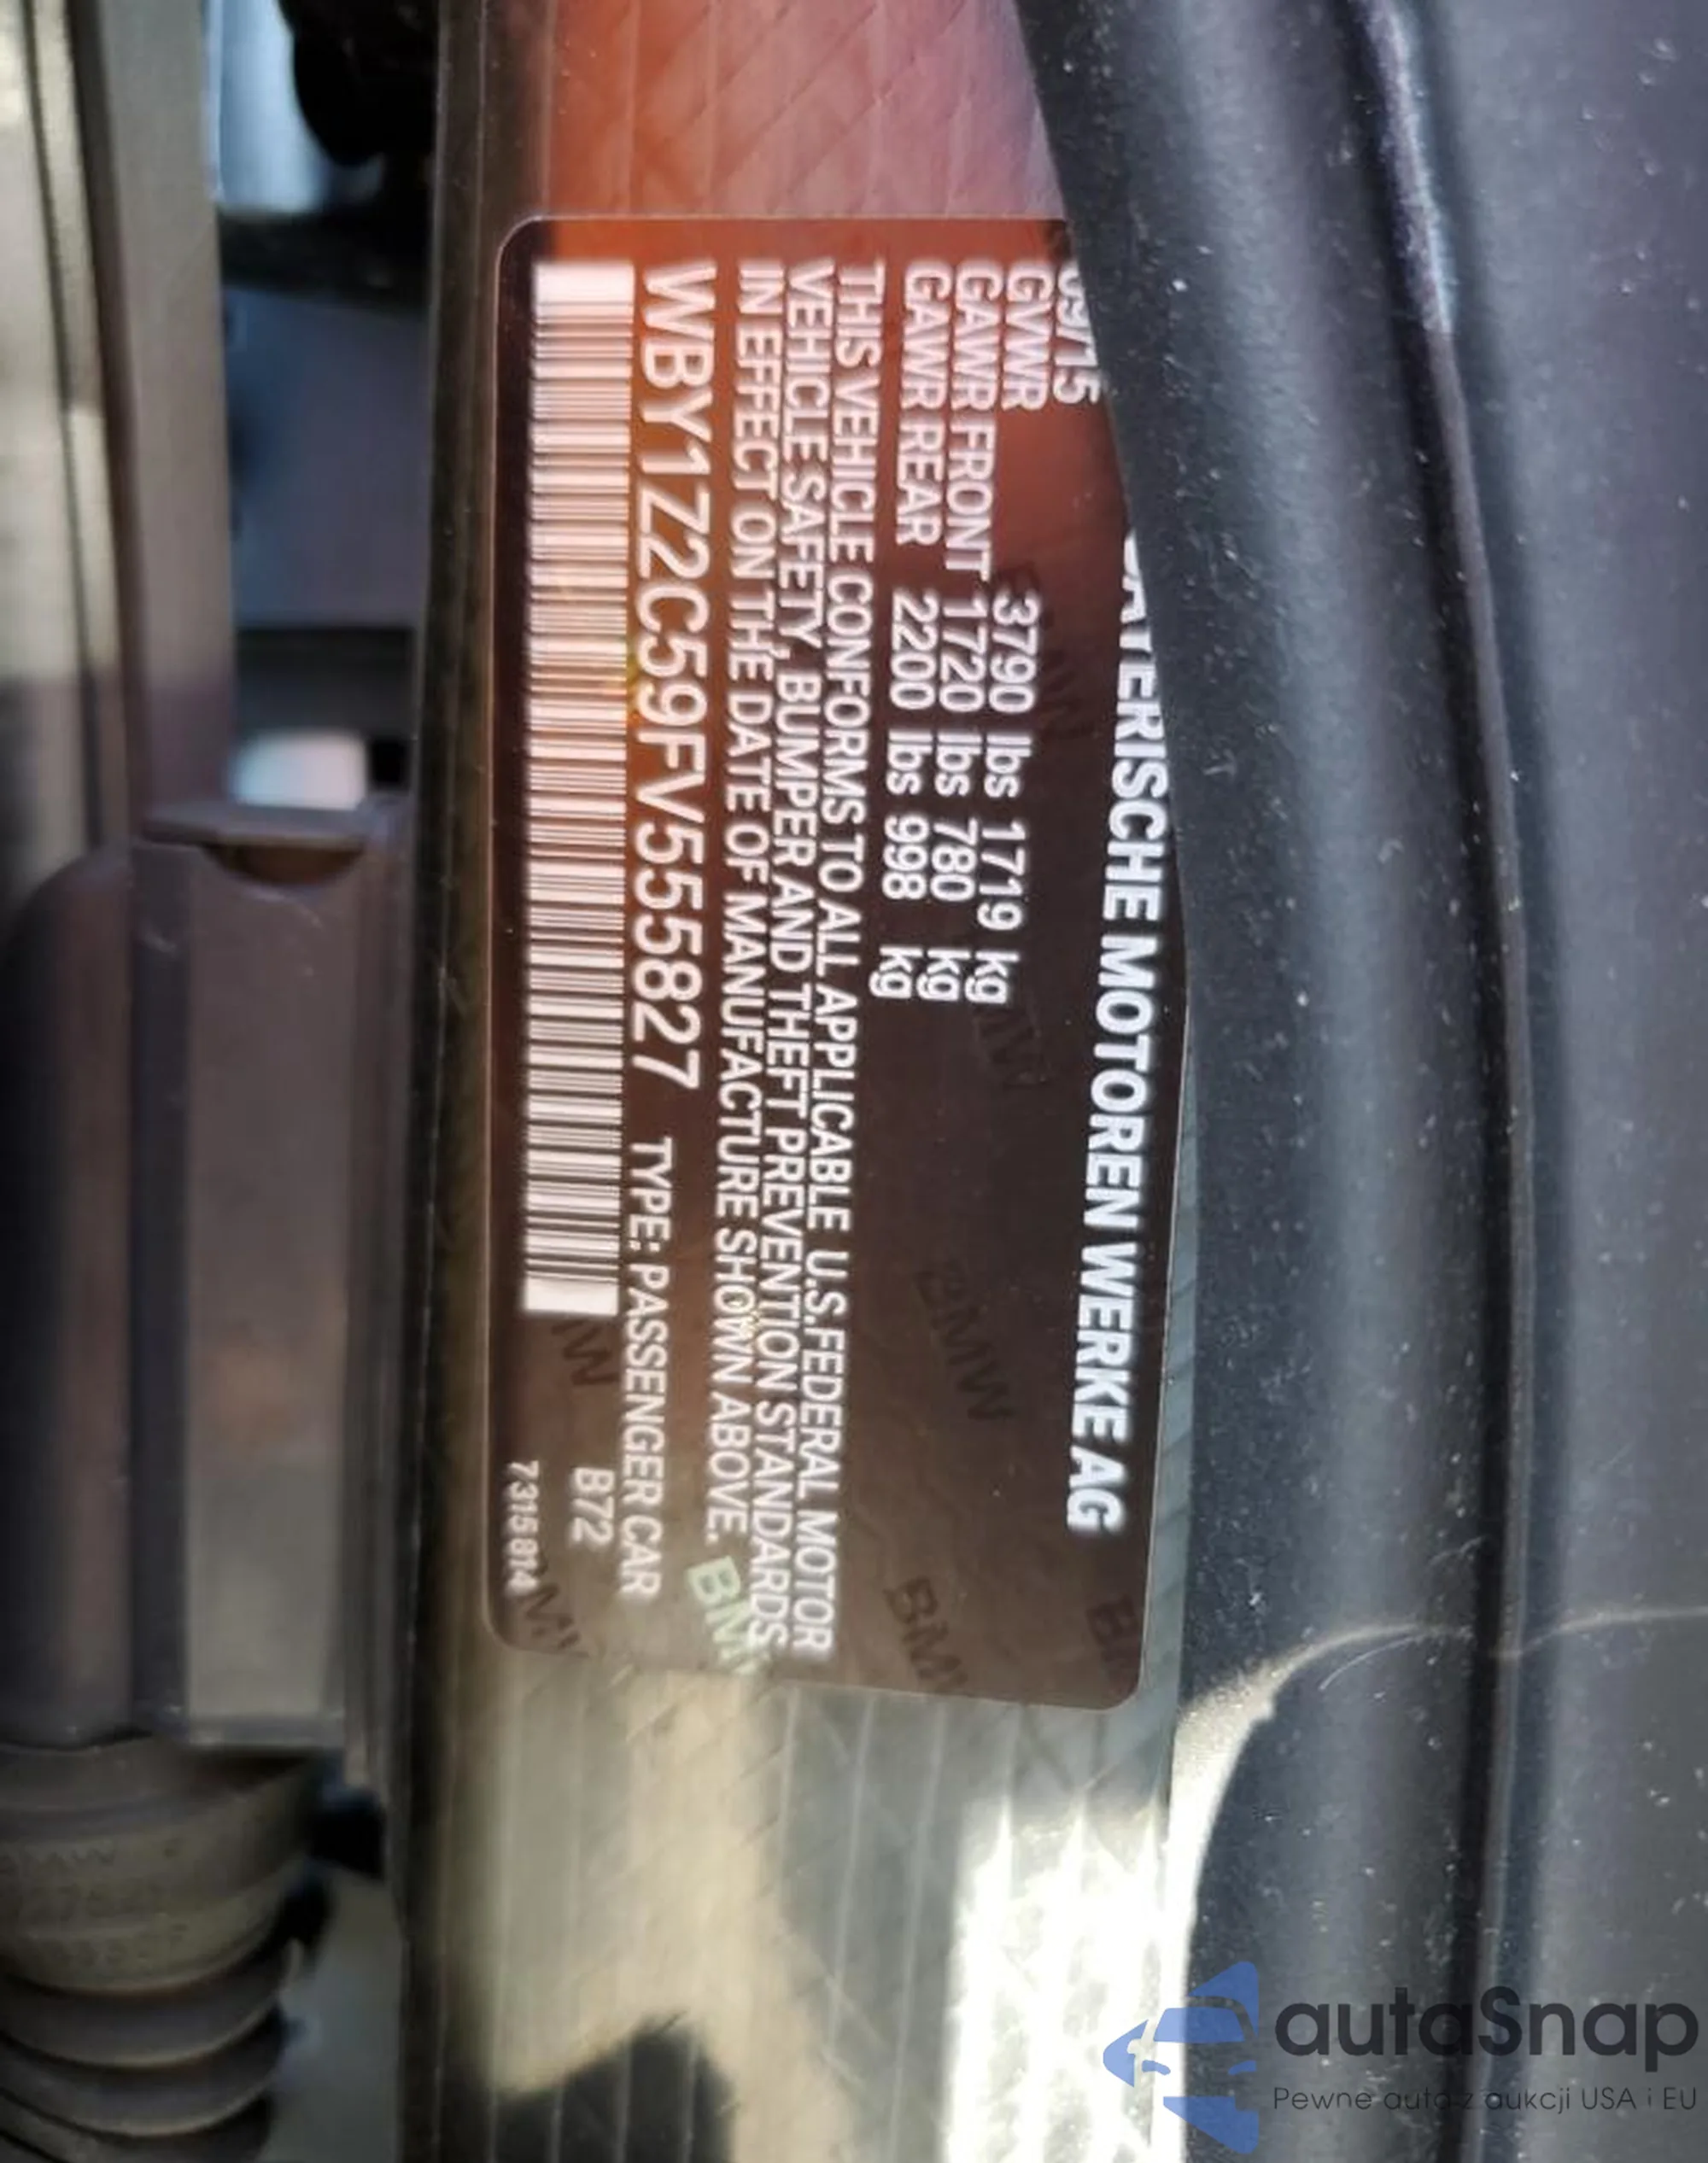 BAYERISCHE MOTOREN WERKE AG
09/15
GVWR 3790 lbs 1719 kg
GAWR FRONT 1720 lbs 780 kg
GAWR REAR 2200 lbs 998 kg
THIS VEHICLE CONFORMS TO ALL APPLICABLE U.S.FEDERAL MOTOR
VEHICLE SAFETY, BUMPER AND THEFT PREVENTION STANDARDS
IN EFFECT ON THE DATE OF MANUFACTURE SHOWN ABOVE.
WBY1Z2C59FV555827 TYPE: PASSENGER CAR
B72
7315814
BMW
BMW
autaSnap
Pewne auta z aukcji USA i EU